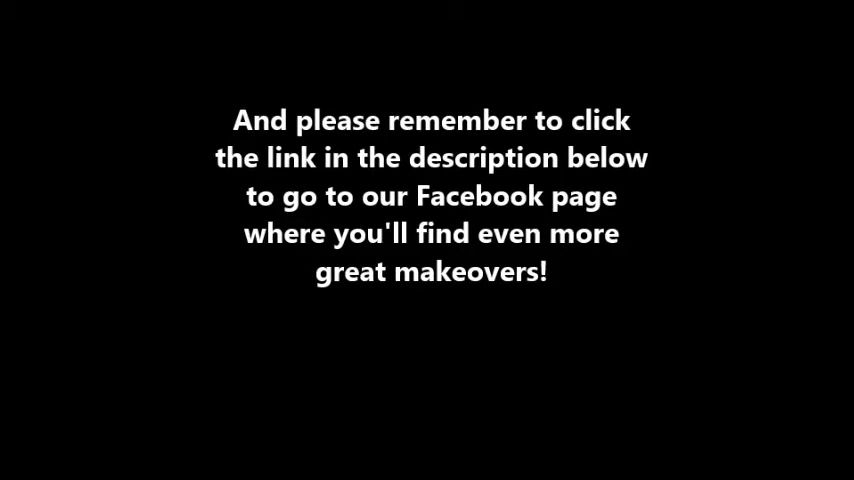 And please remember to click
the link in the description below
to go to our Facebook page
where you'll find even more
great makeovers!